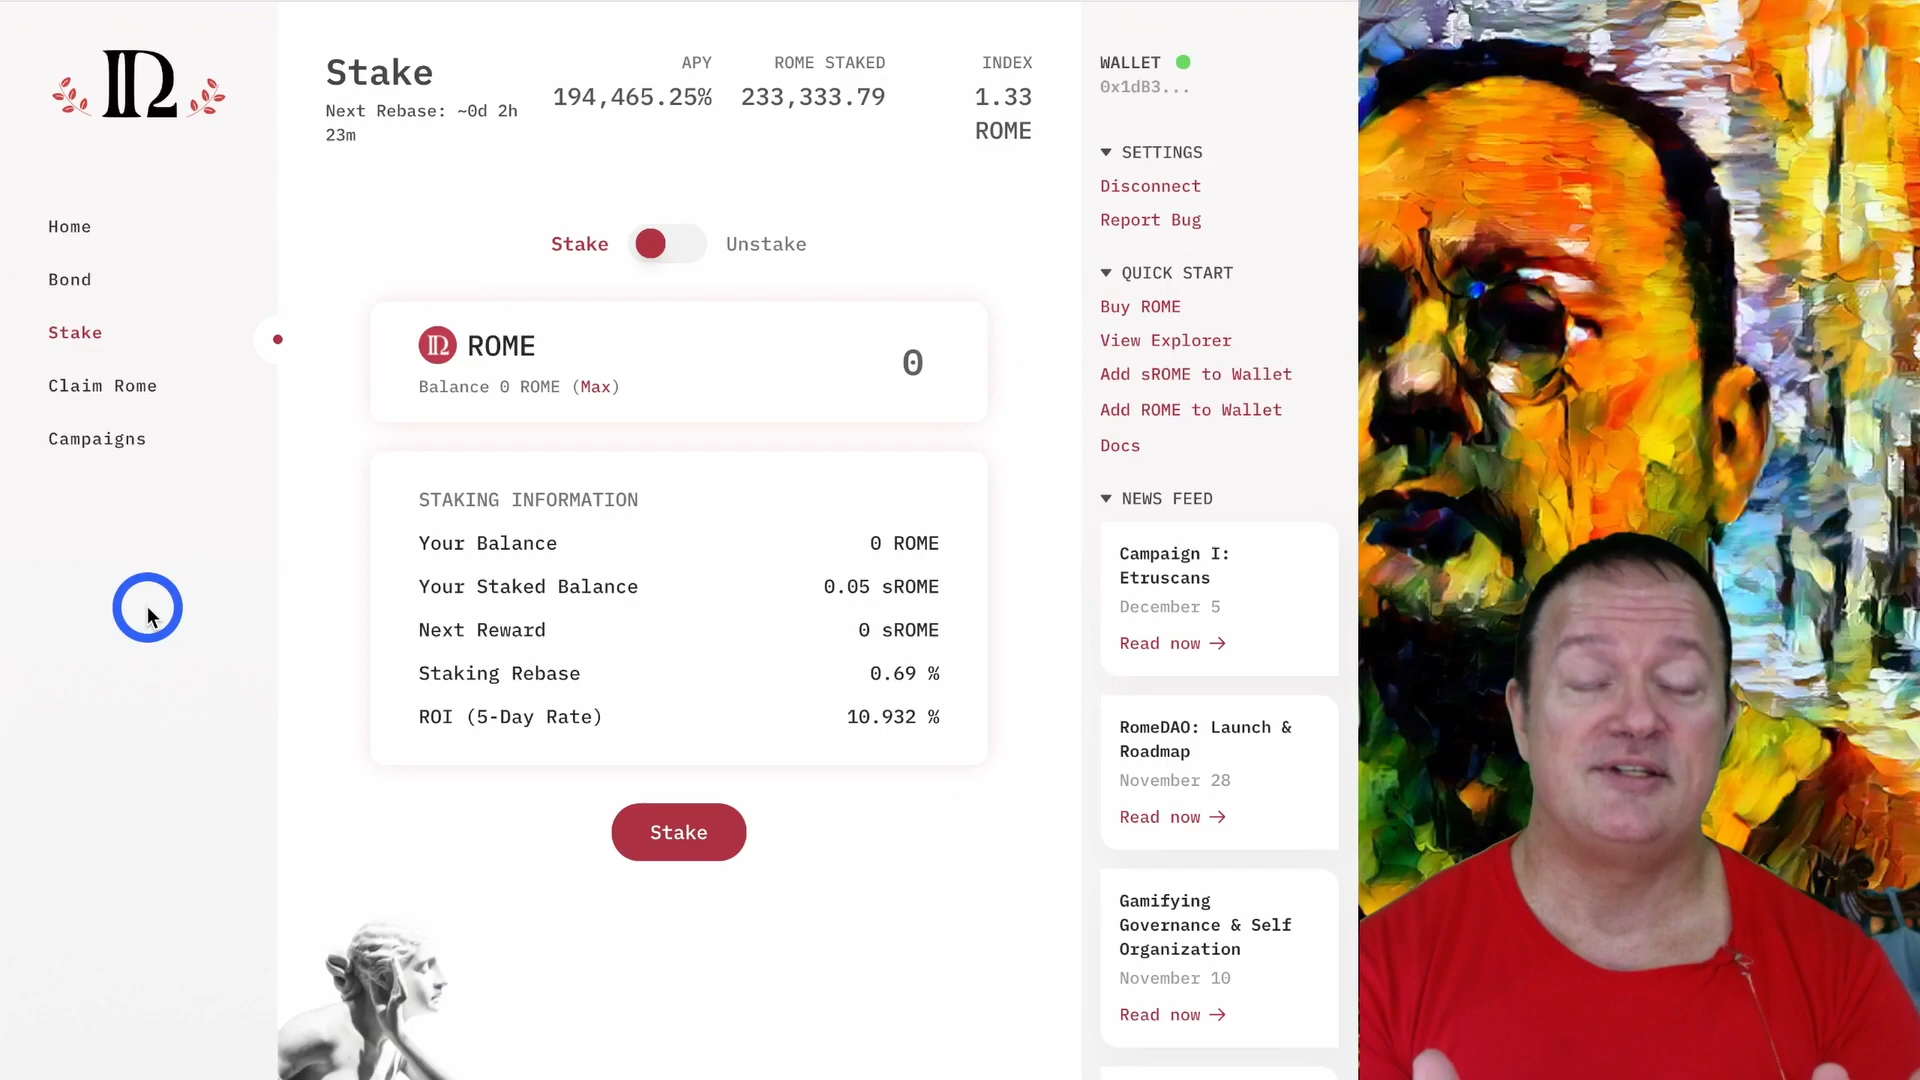 Home
Bond
Stake
Claim Rome
Campaigns
Stake
Next Rebase: ~0d 2h
23m
APY
194,465.25%
ROME STAKED
233,333.79
INDEX
1.33
ROME
Stake
Unstake
ROME
Balance 0 ROME (Max)
0
STAKING INFORMATION
Your Balance 0 ROME
Your Staked Balance 0.05 sROME
Next Reward 0 sROME
Staking Rebase 0.69 %
ROI (5-Day Rate) 10.932 %
Stake
WALLET
0x1dB3...
SETTINGS
Disconnect
Report Bug
QUICK START
Buy ROME
View Explorer
Add sROME to Wallet
Add ROME to Wallet
Docs
NEWS FEED
Campaign I:
Etruscans
December 5
Read now →
RomeDAO: Launch &
Roadmap
November 28
Read now →
Gamifying
Governance & Self
Organization
November 10
Read now →